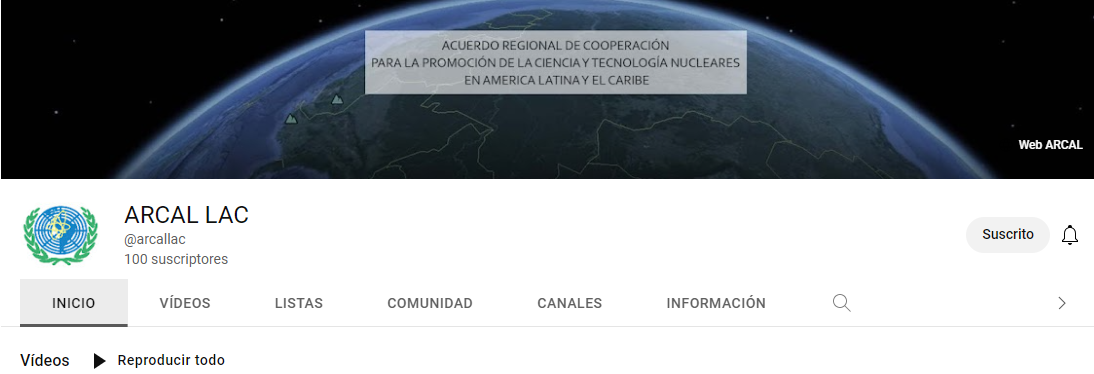 ACUERDO REGIONAL DE COOPERACIÓN
PARA LA PROMOCIÓN DE LA CIENCIA Y TECNOLOGÍA NUCLEARES
EN AMERICA LATINA Y EL CARIBE
Web ARCAL
ARCAL LAC
@arcallac
100 suscriptores
Suscrito
INICIO VÍDEOS LISTAS COMUNIDAD CANALES INFORMACIÓN
Vídeos Reproducir todo